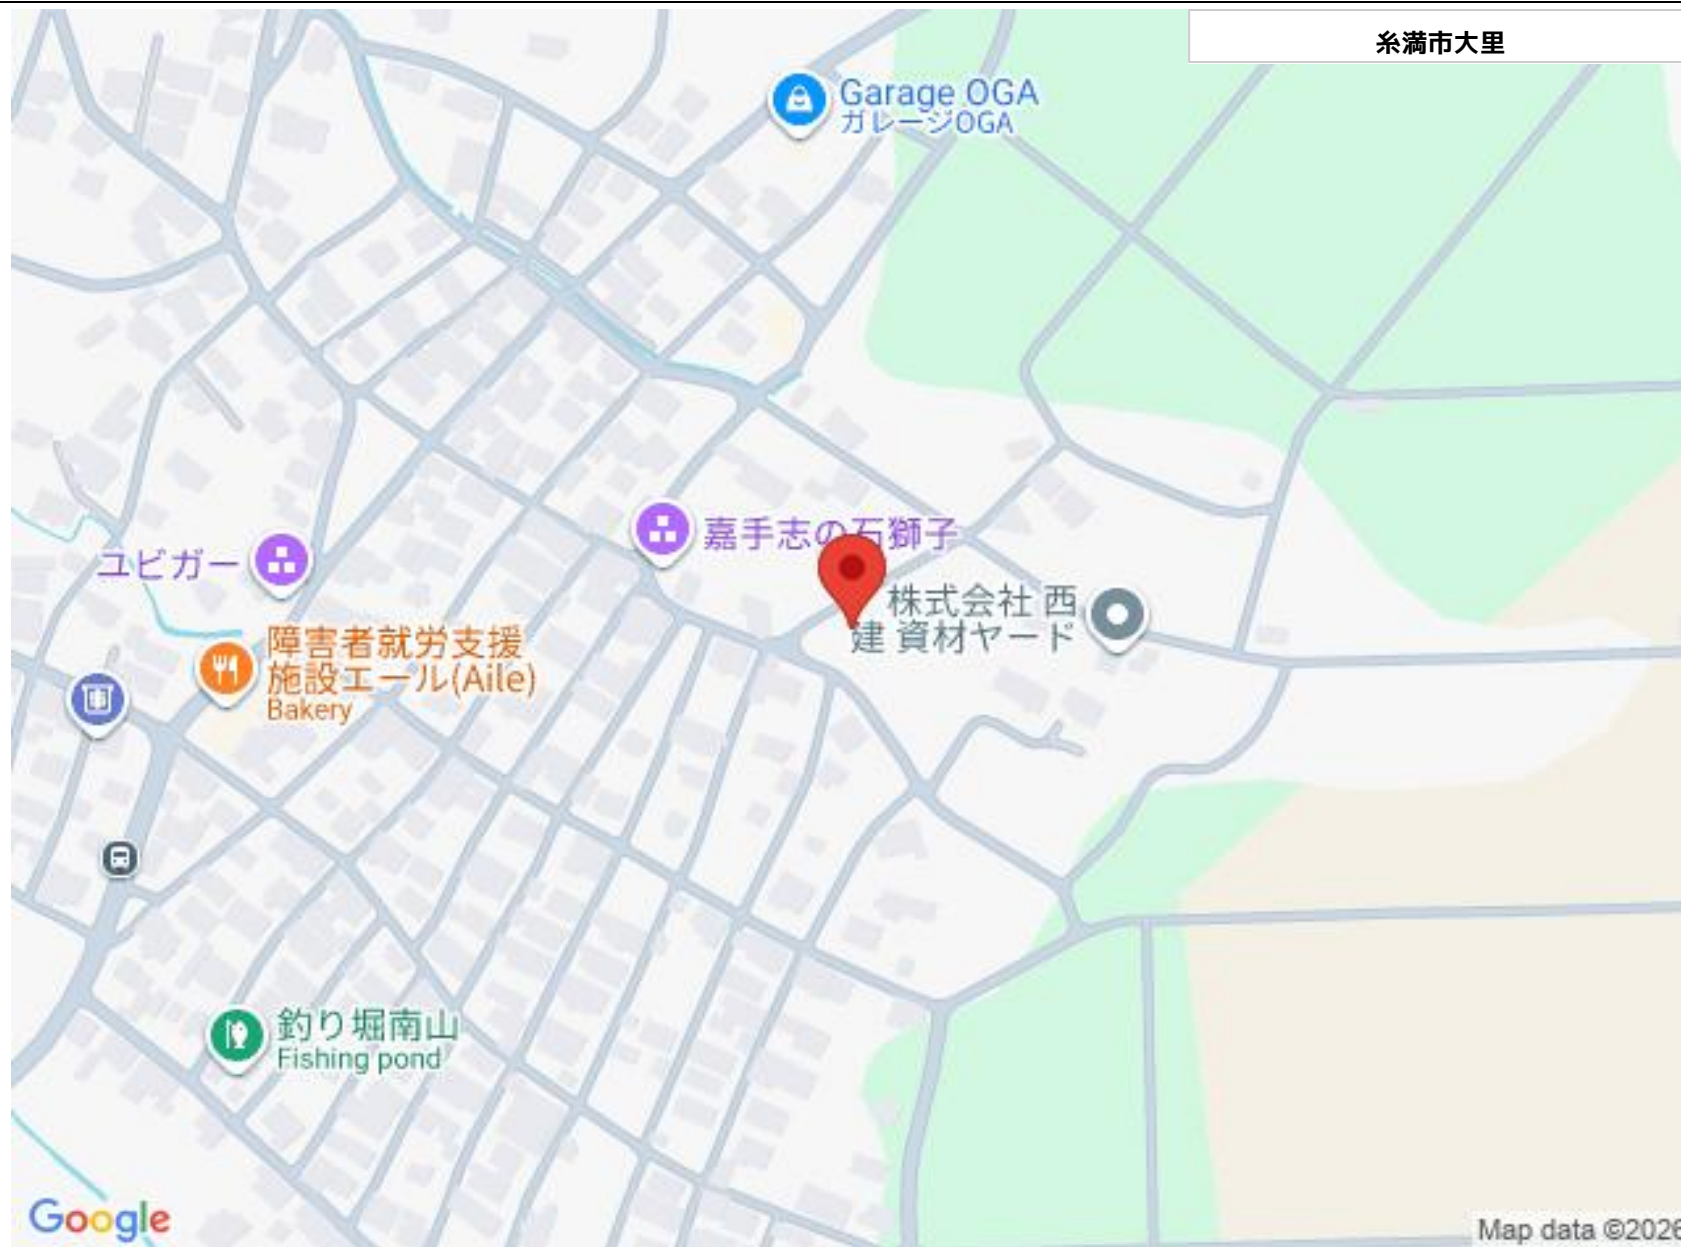 糸満市大里
Garage OGA
ガレージOGA
嘉手志の石獅子
ユビガー
株式会社 西
建 資材ヤード
障害者就労支援
施設エール(Aile)
Bakery
釣り堀南山
Fishing pond
Google
Map data ©2026